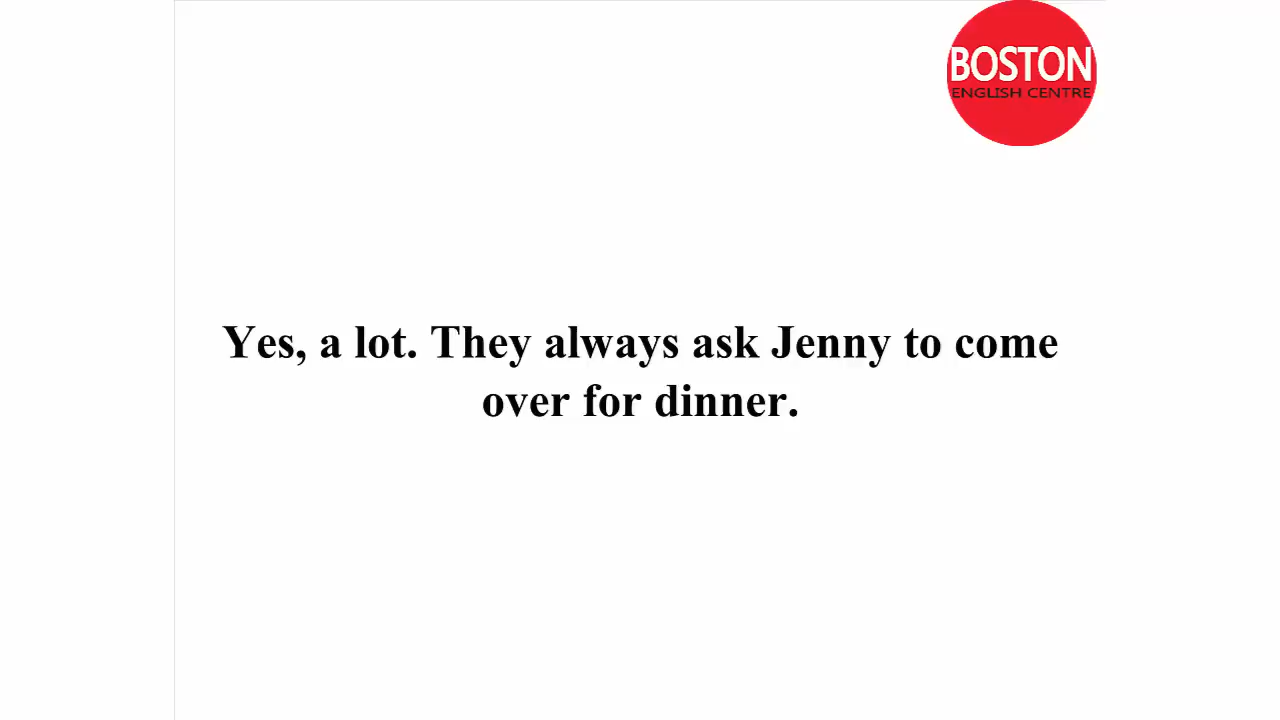 BOSTON
ENGLISH CENTRE
Yes, a lot. They always ask Jenny to come
over for dinner.